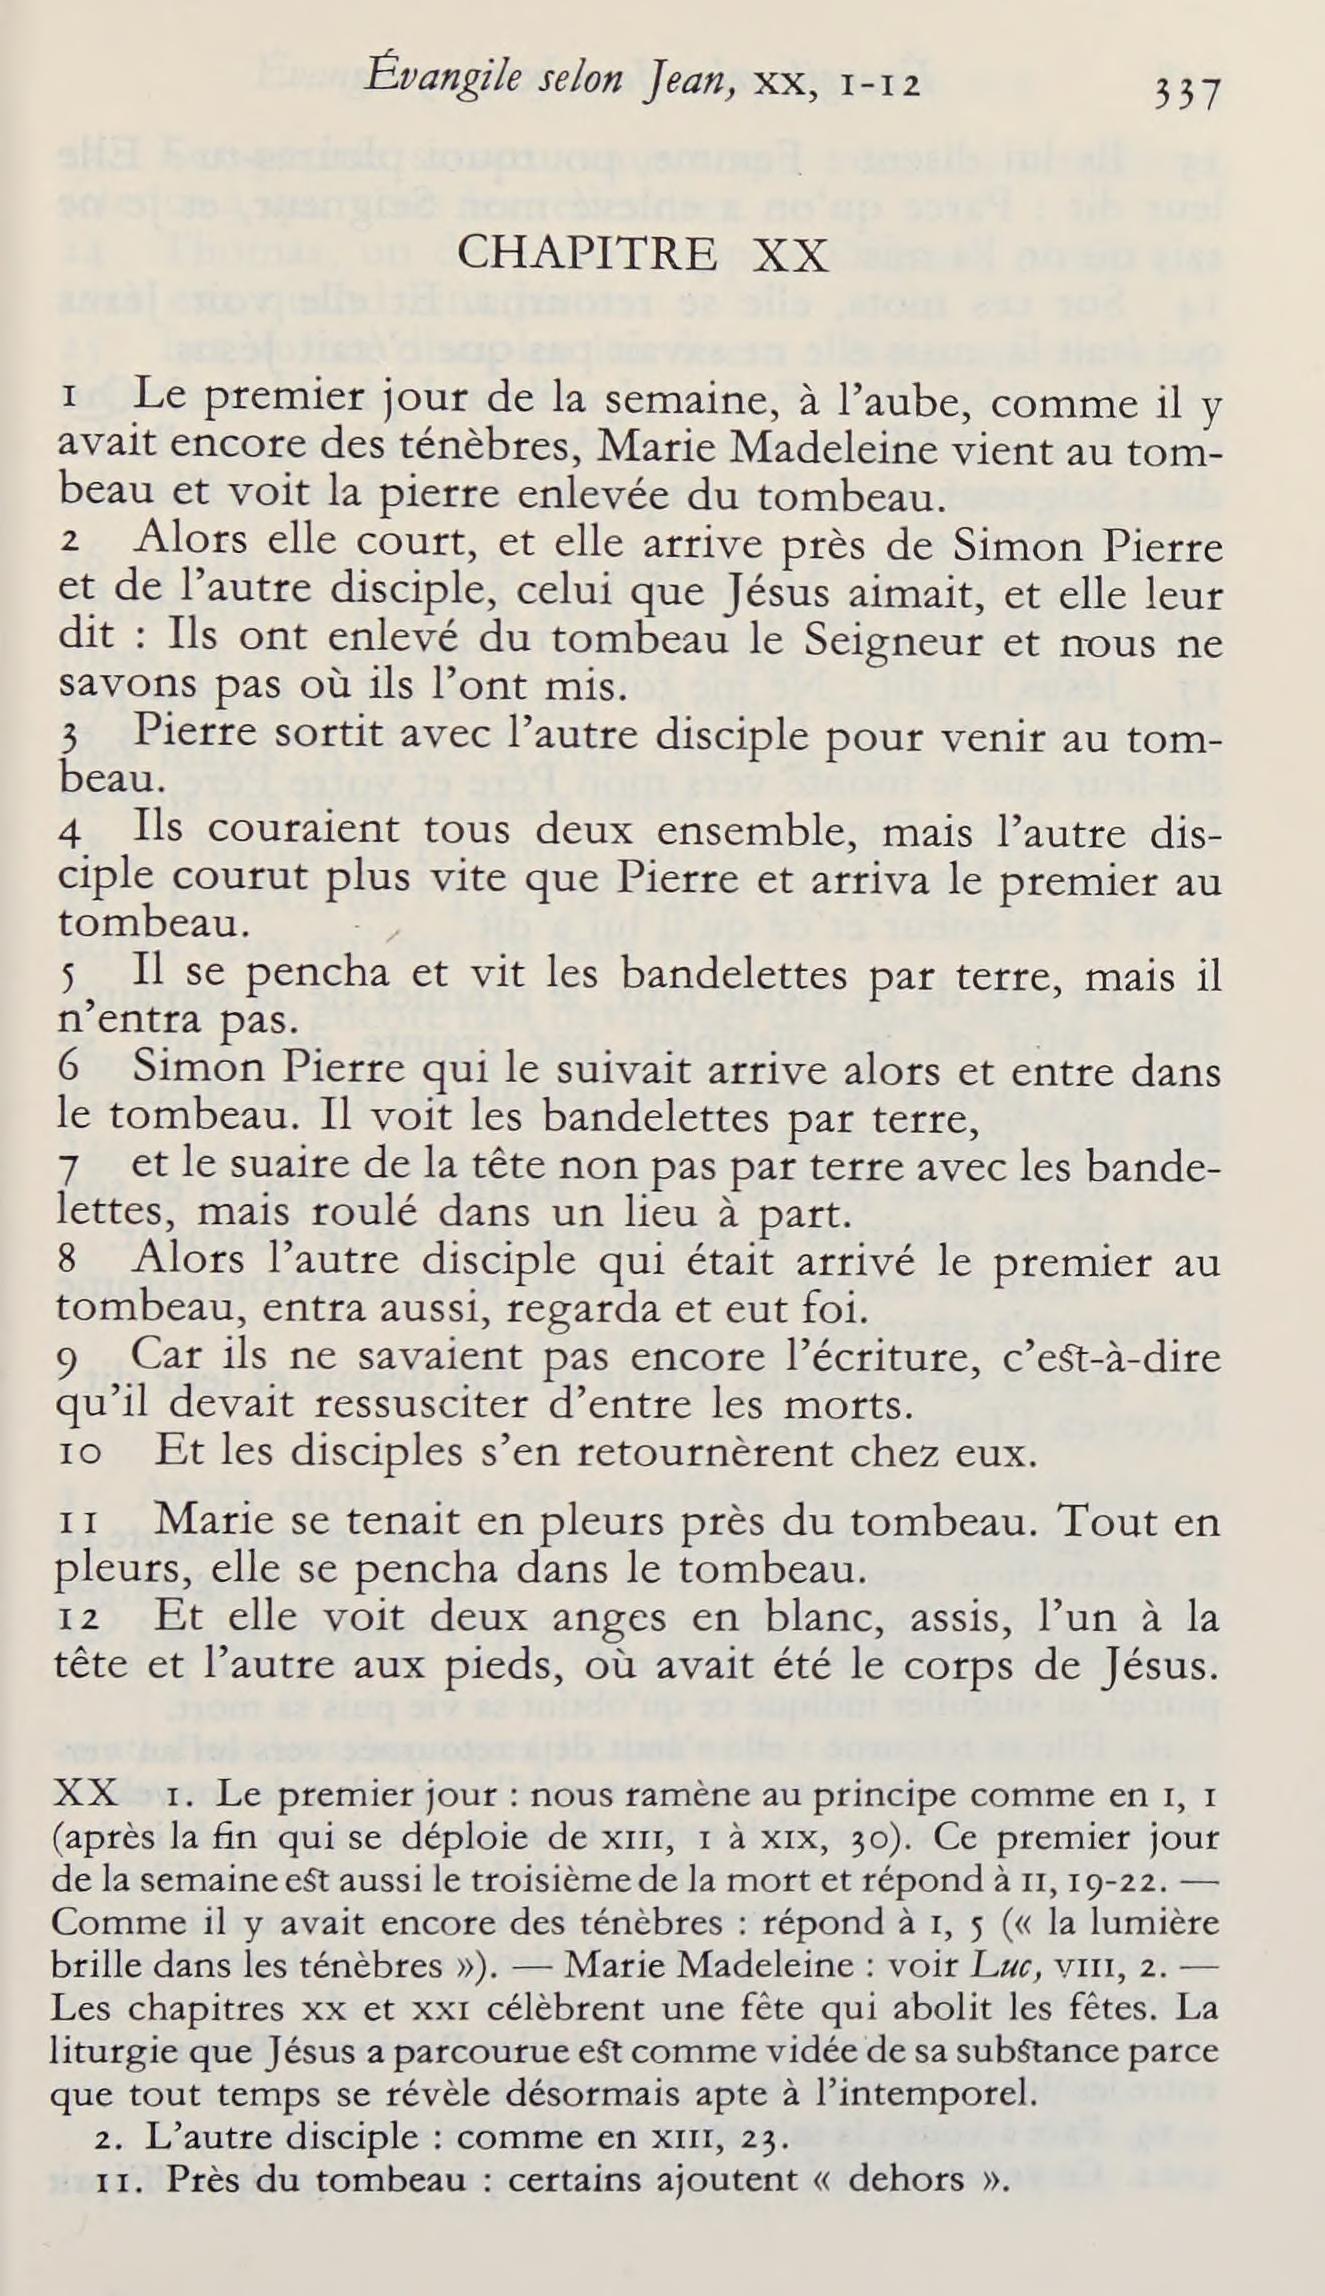 Évangile selon Jean, XX, 1-12 337
CHAPITRE XX
1 Le premier jour de la semaine, à l’aube, comme il y
avait encore des ténèbres, Marie Madeleine vient au tom-
beau et voit la pierre enlevée du tombeau.
2 Alors elle court, et elle arrive près de Simon Pierre
et de l’autre disciple, celui que Jésus aimait, et elle leur
dit : Ils ont enlevé du tombeau le Seigneur et nous ne
savons pas où ils l’ont mis.
3 Pierre sortit avec l’autre disciple pour venir au tom-
beau.
4 Ils couraient tous deux ensemble, mais l’autre dis-
ciple courut plus vite que Pierre et arriva le premier au
tombeau.
5 Il se pencha et vit les bandelettes par terre, mais il
n’entra pas.
6 Simon Pierre qui le suivait arrive alors et entre dans
le tombeau. Il voit les bandelettes par terre,
7 et le suaire de la tête non pas par terre avec les bande-
lettes, mais roulé dans un lieu à part.
8 Alors l’autre disciple qui était arrivé le premier au
tombeau, entra aussi, regarda et eut foi.
9 Car ils ne savaient pas encore l’écriture, c’est-à-dire
qu’il devait ressusciter d’entre les morts.
10 Et les disciples s’en retournèrent chez eux.
11 Marie se tenait en pleurs près du tombeau. Tout en
pleurs, elle se pencha dans le tombeau.
12 Et elle voit deux anges en blanc, assis, l’un à la
tête et l’autre aux pieds, où avait été le corps de Jésus.
XX 1. Le premier jour : nous ramène au principe comme en I, 1
(après la fin qui se déploie de XIII, 1 à XIX, 30). Ce premier jour
de la semaine est aussi le troisième de la mort et répond à II, 19-22. —
Comme il y avait encore des ténèbres : répond à I, 5 (« la lumière
brille dans les ténèbres »). — Marie Madeleine : voir Luc, VIII, 2. —
Les chapitres XX et XXI célèbrent une fête qui abolit les fêtes. La
liturgie que Jésus a parcourue est comme vidée de sa substance parce
que tout temps se révèle désormais apte à l’intemporel.
2. L’autre disciple : comme en XIII, 23.
11. Près du tombeau : certains ajoutent « dehors ».